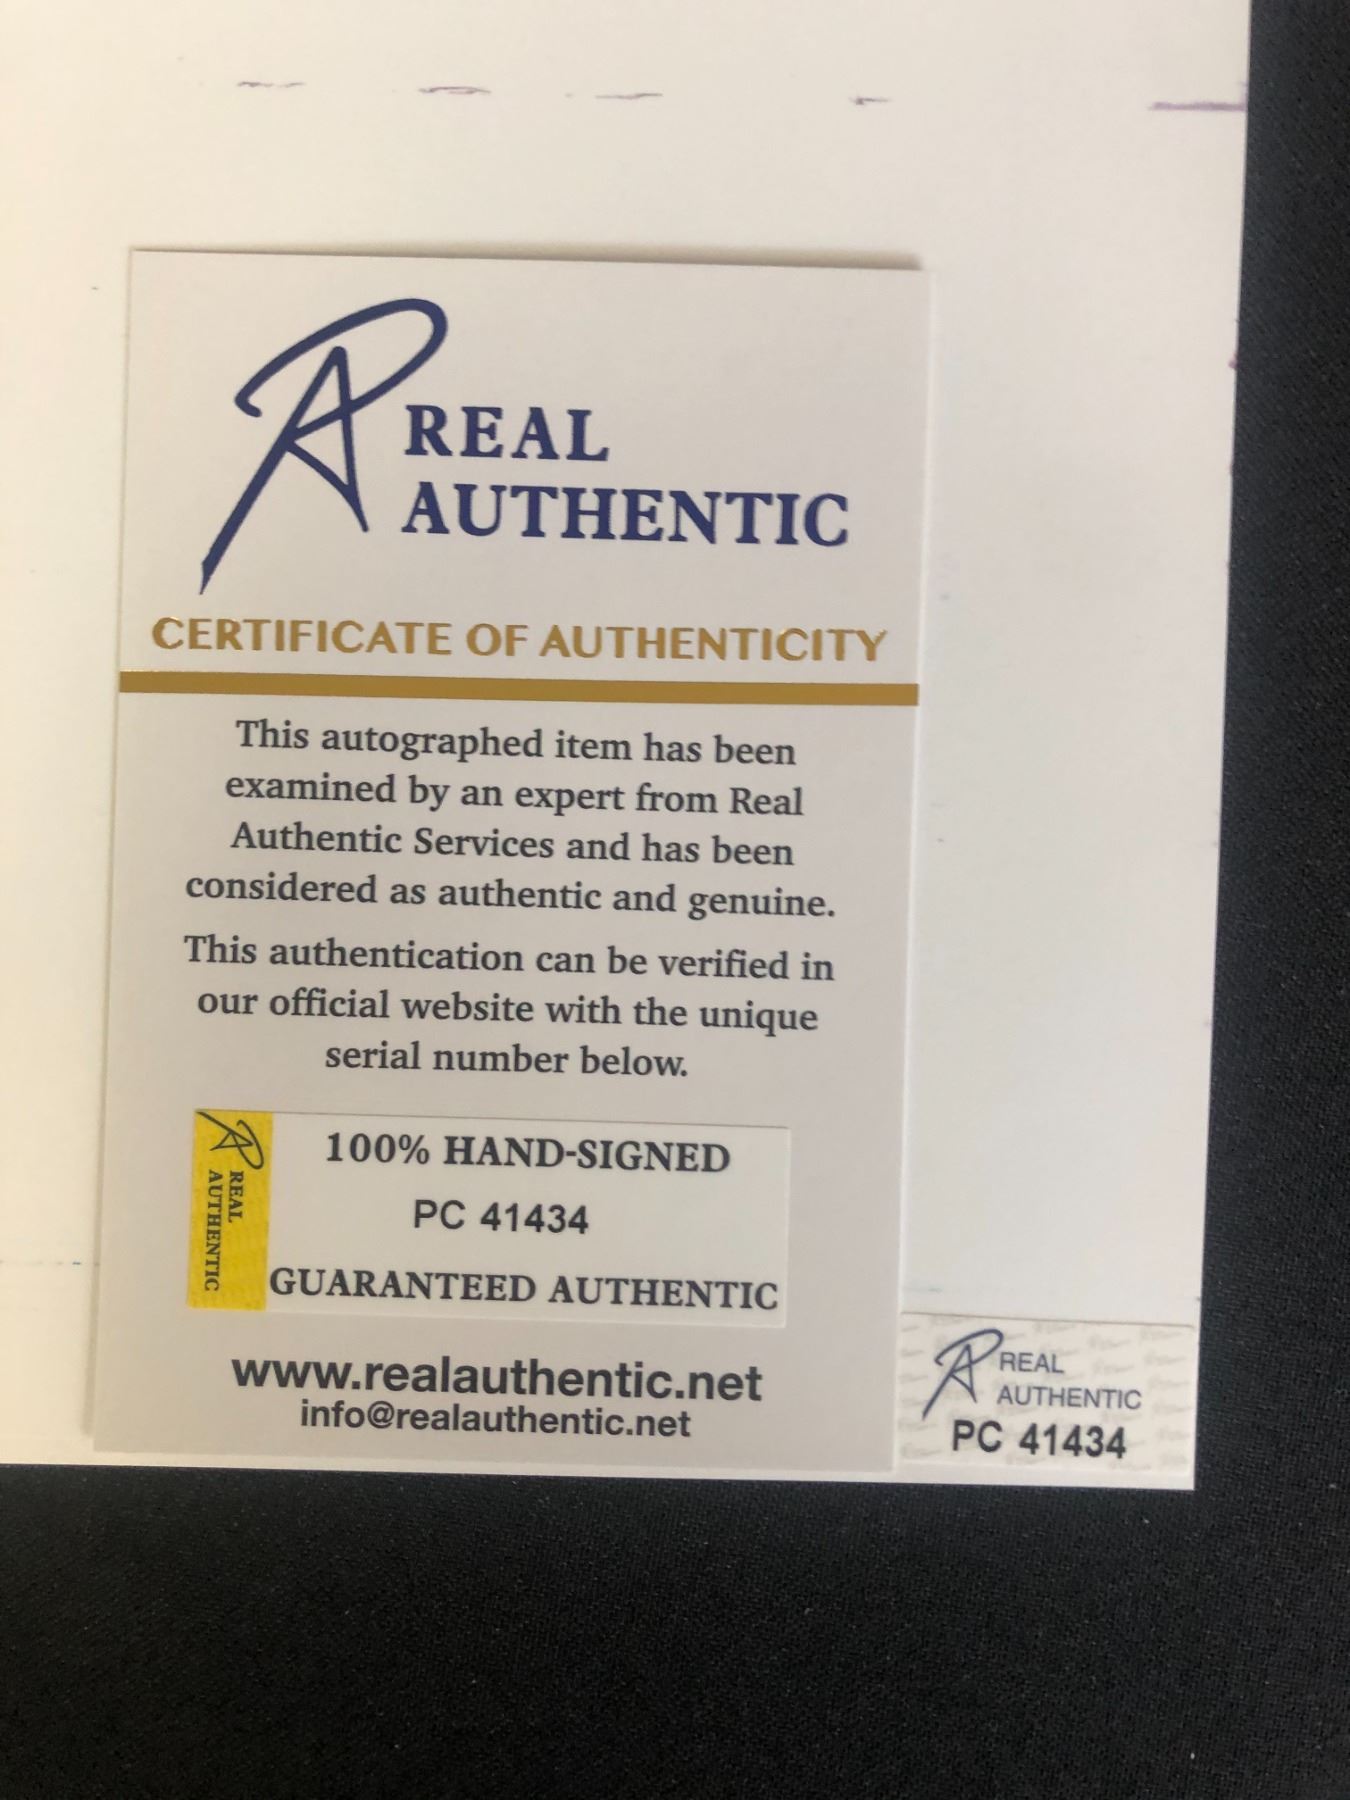 REAL
AUTHENTIC
CERTIFICATE OF AUTHENTICITY
This autographed item has been
examined by an expert from Real
Authentic Services and has been
considered as authentic and genuine.
This authentication can be verified in
our official website with the unique
serial number below.
REAL
AUTHENTIC
100% HAND-SIGNED
PC 41434
GUARANTEED AUTHENTIC
www.realauthentic.net
info@realauthentic.net
REAL
AUTHENTIC
PC 41434